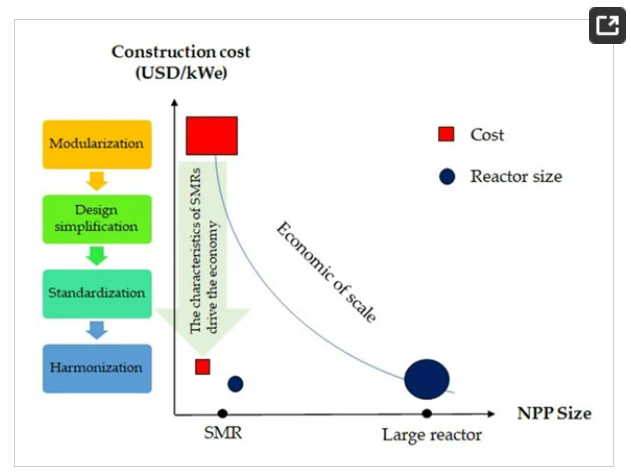 Construction cost
(USD/kWe)
Modularization
Design
simplification
Standardization
Harmonization
The characteristics of SMRs
drive the economy
Economic of scale
Cost
Reactor size
NPP Size
SMR
Large reactor